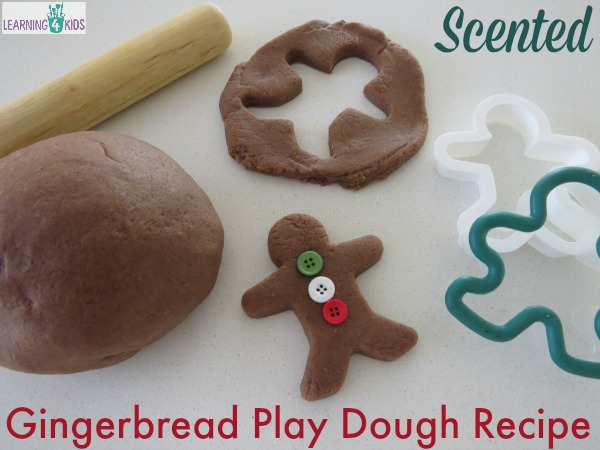 LEARNING 4 KIDS
Scented
Gingerbread Play Dough Recipe